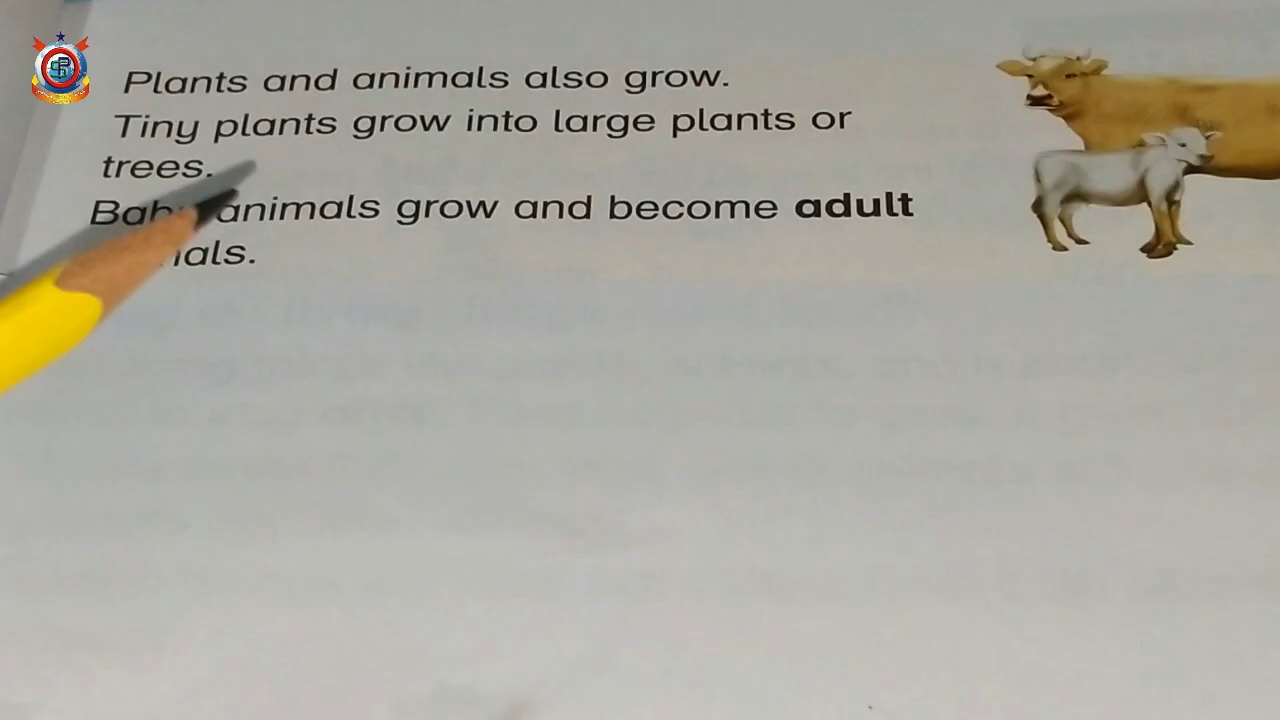 Plants and animals also grow.
Tiny plants grow into large plants or
trees.
animals grow and become adult